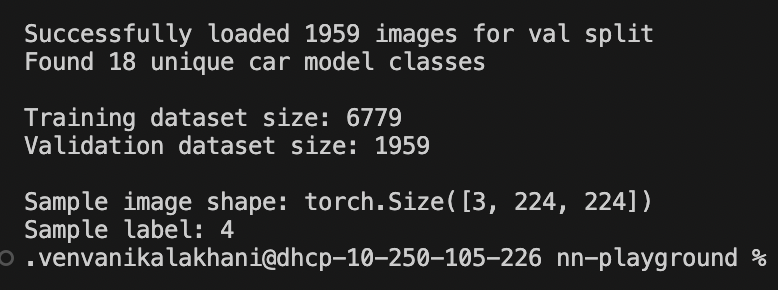 Successfully loaded 1959 images for val split
Found 18 unique car model classes
Training dataset size: 6779
Validation dataset size: 1959
Sample image shape: torch.Size([3, 224, 224])
Sample label: 4
.venvanikalakhani@dhcp-10-250-105-226 nn-playground %